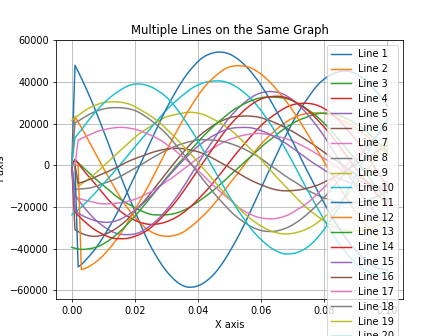 Multiple Lines on the Same Graph
60000
40000
20000
0
−20000
−40000
−60000
0.00
0.02
0.04
0.06
X axis
Line 1
Line 2
Line 3
Line 4
Line 5
Line 6
Line 7
Line 8
Line 9
Line 10
Line 11
Line 12
Line 13
Line 14
Line 15
Line 16
Line 17
Line 18
Line 19
Line 20